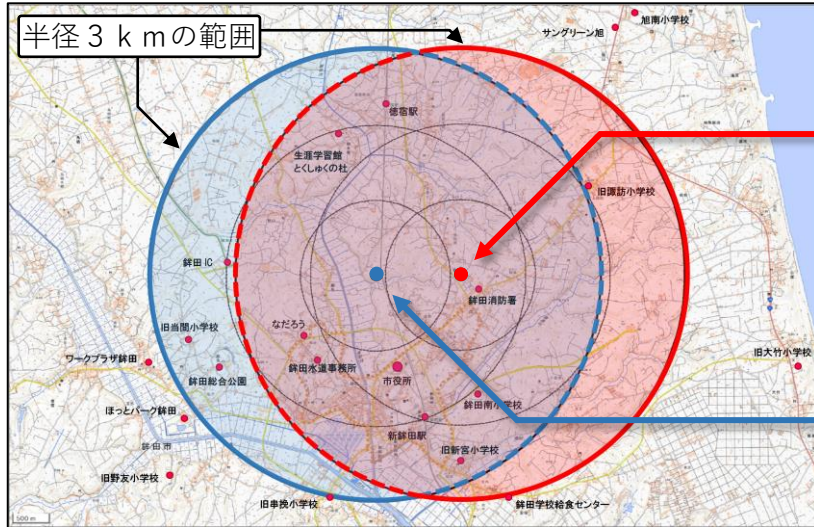 半径３ｋｍの範囲
旭南小学校
サングリーン旭
徳宿駅
生涯学習館
とくしゅくの杜
旧諏訪小学校
鉾田IC
鉾田消防署
旧当間小学校
なだろう
ワークプラザ鉾田
鉾田水道事務所
旧大竹小学校
鉾田総合公園
市役所
鉾田南小学校
ほっとパーク鉾田
新鉾田駅
鉾田市
旧新宮小学校
旧野友小学校
旧串挽小学校
鉾田学校給食センター
500 m